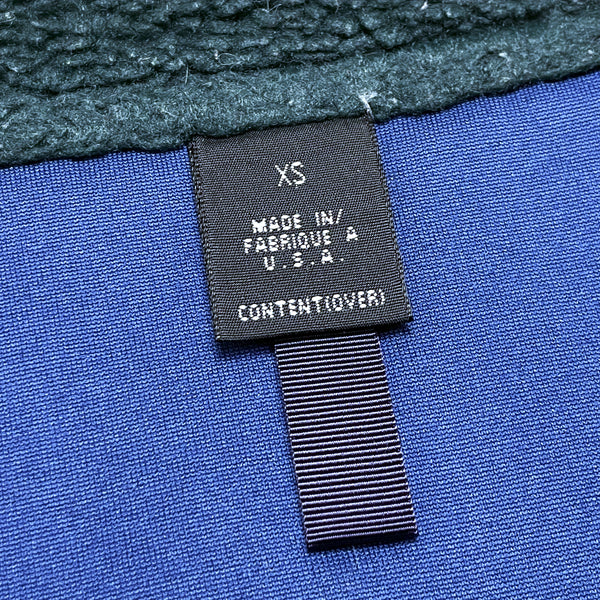 XS
MADE IN/
FABRIQUE A
U.S.A.
CONTENT(OVER)